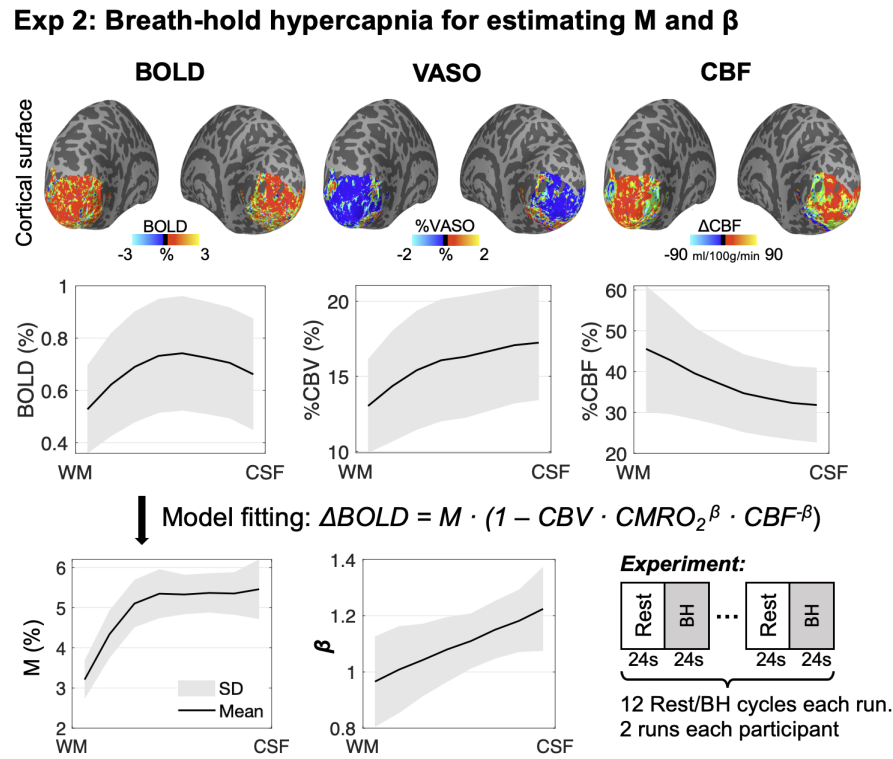 Exp 2: Breath-hold hypercapnia for estimating M and β
BOLD VASO CBF
Cortical surface
BOLD
-3 % 3
%VASO
-2 % 2
ΔCBF
-90 ml/100g/min 90
BOLD (%)
1
0.8
0.6
0.4
WM CSF
%CBV (%)
20
15
10
WM CSF
%CBF (%)
60
50
40
30
20
WM CSF
Model fitting: ΔBOLD = M · (1 – CBV · CMRO₂^β · CBF^-β)
M (%)
6
5
4
3
2
SD
Mean
WM CSF
β
1.4
1.2
1
0.8
WM CSF
Experiment:
Rest BH ... Rest BH
24s 24s 24s 24s
12 Rest/BH cycles each run.
2 runs each participant